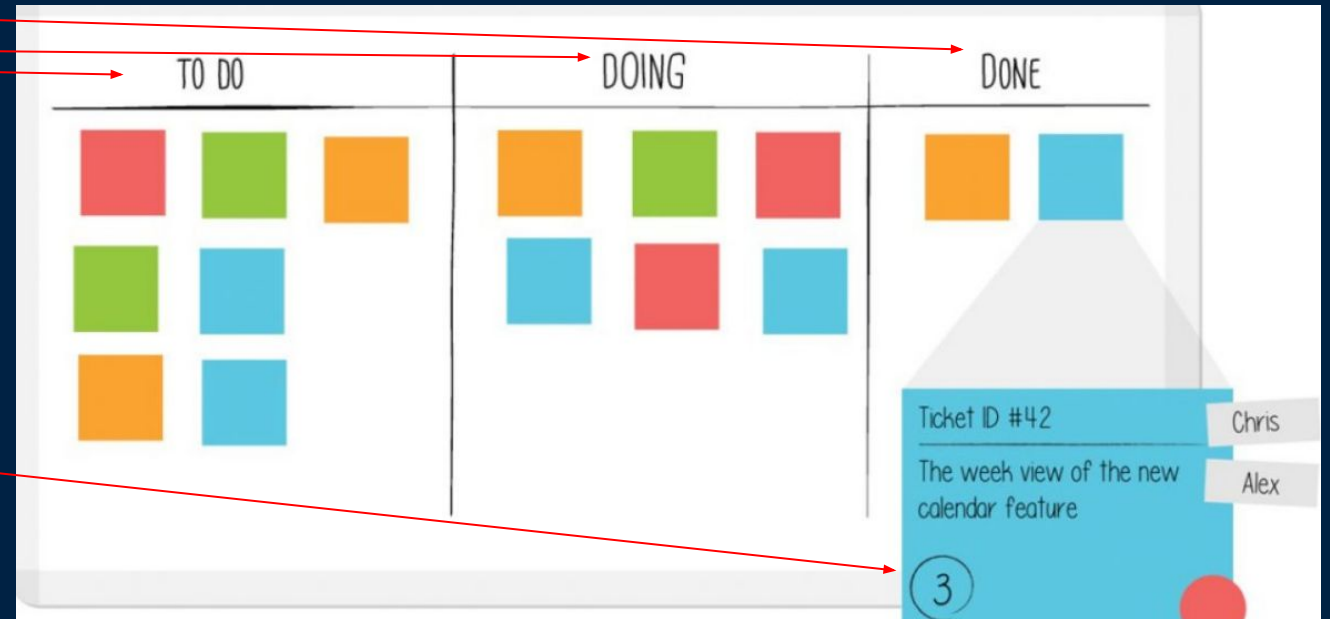 TO DO
DOING
DONE
Ticket ID #42
Chris
The week view of the new
calendar feature
Alex
3